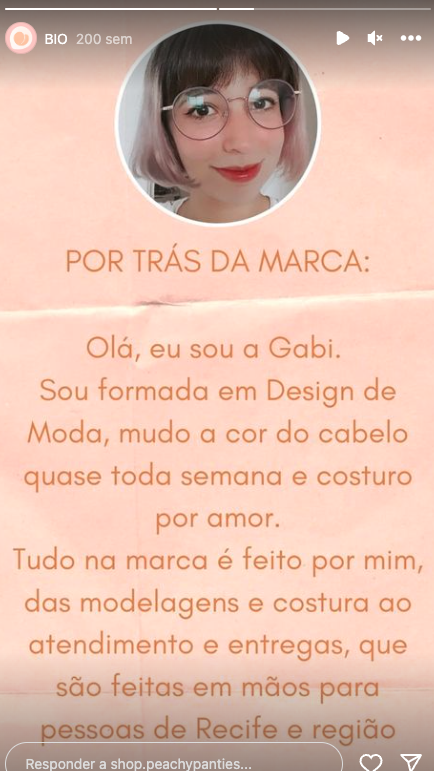 BIO 200 sem
POR TRÁS DA MARCA:
Olá, eu sou a Gabi.
Sou formada em Design de
Moda, mudo a cor do cabelo
quase toda semana e costuro
por amor.
Tudo na marca é feito por mim,
das modelagens e costura ao
atendimento e entregas, que
são feitas em mãos para
pessoas de Recife e região
Responder a shop.peachypanties...